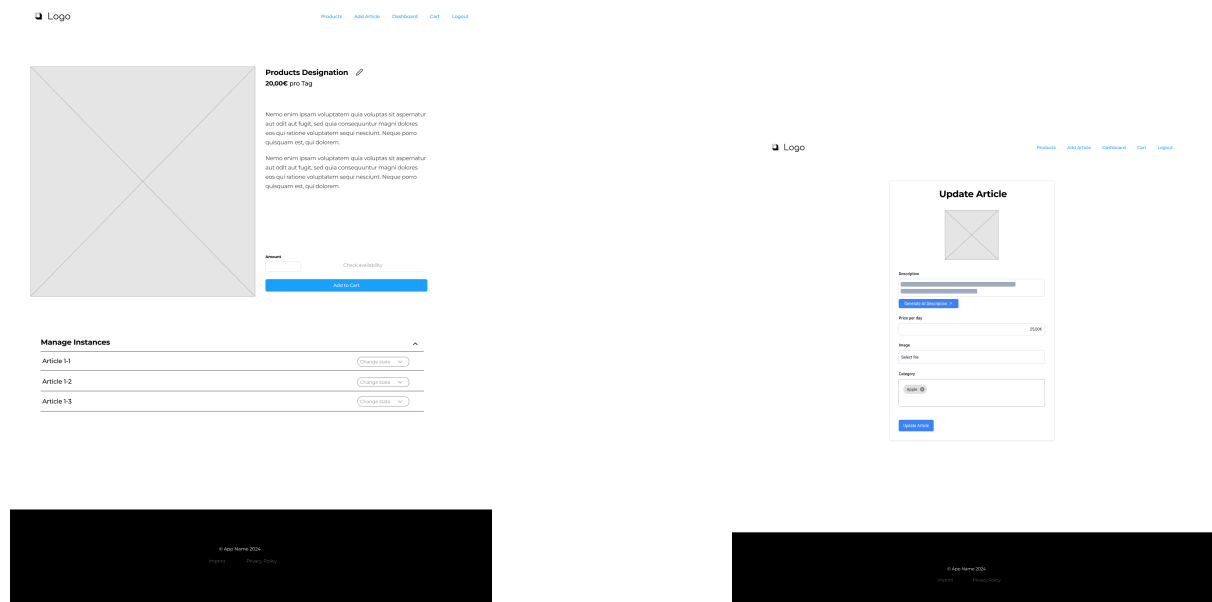 Logo
Products Add Article Dashboard Cart Logout
Products Designation
20,00€ pro Tag
Nemo enim ipsam voluptatem quia voluptas sit aspernatur
aut odit aut fugit, sed quia consequuntur magni dolores
eos qui ratione voluptatem sequi nesciunt. Neque porro
quisquam est, qui dolorem.
Nemo enim ipsam voluptatem quia voluptas sit aspernatur
aut odit aut fugit, sed quia consequuntur magni dolores
eos qui ratione voluptatem sequi nesciunt. Neque porro
quisquam est, qui dolorem.
Amount
Check availability
Add to Cart
Manage Instances
Article 1-1
Change state
Article 1-2
Change state
Article 1-3
Change state
© App Name 2024
Imprint Privacy Policy
Logo
Products Add Article Dashboard Cart Logout
Update Article
Description
Generate AI Description
Price per day
25,00€
Image
Select file
Category
Apple
Update Article
© App Name 2024
Imprint Privacy Policy